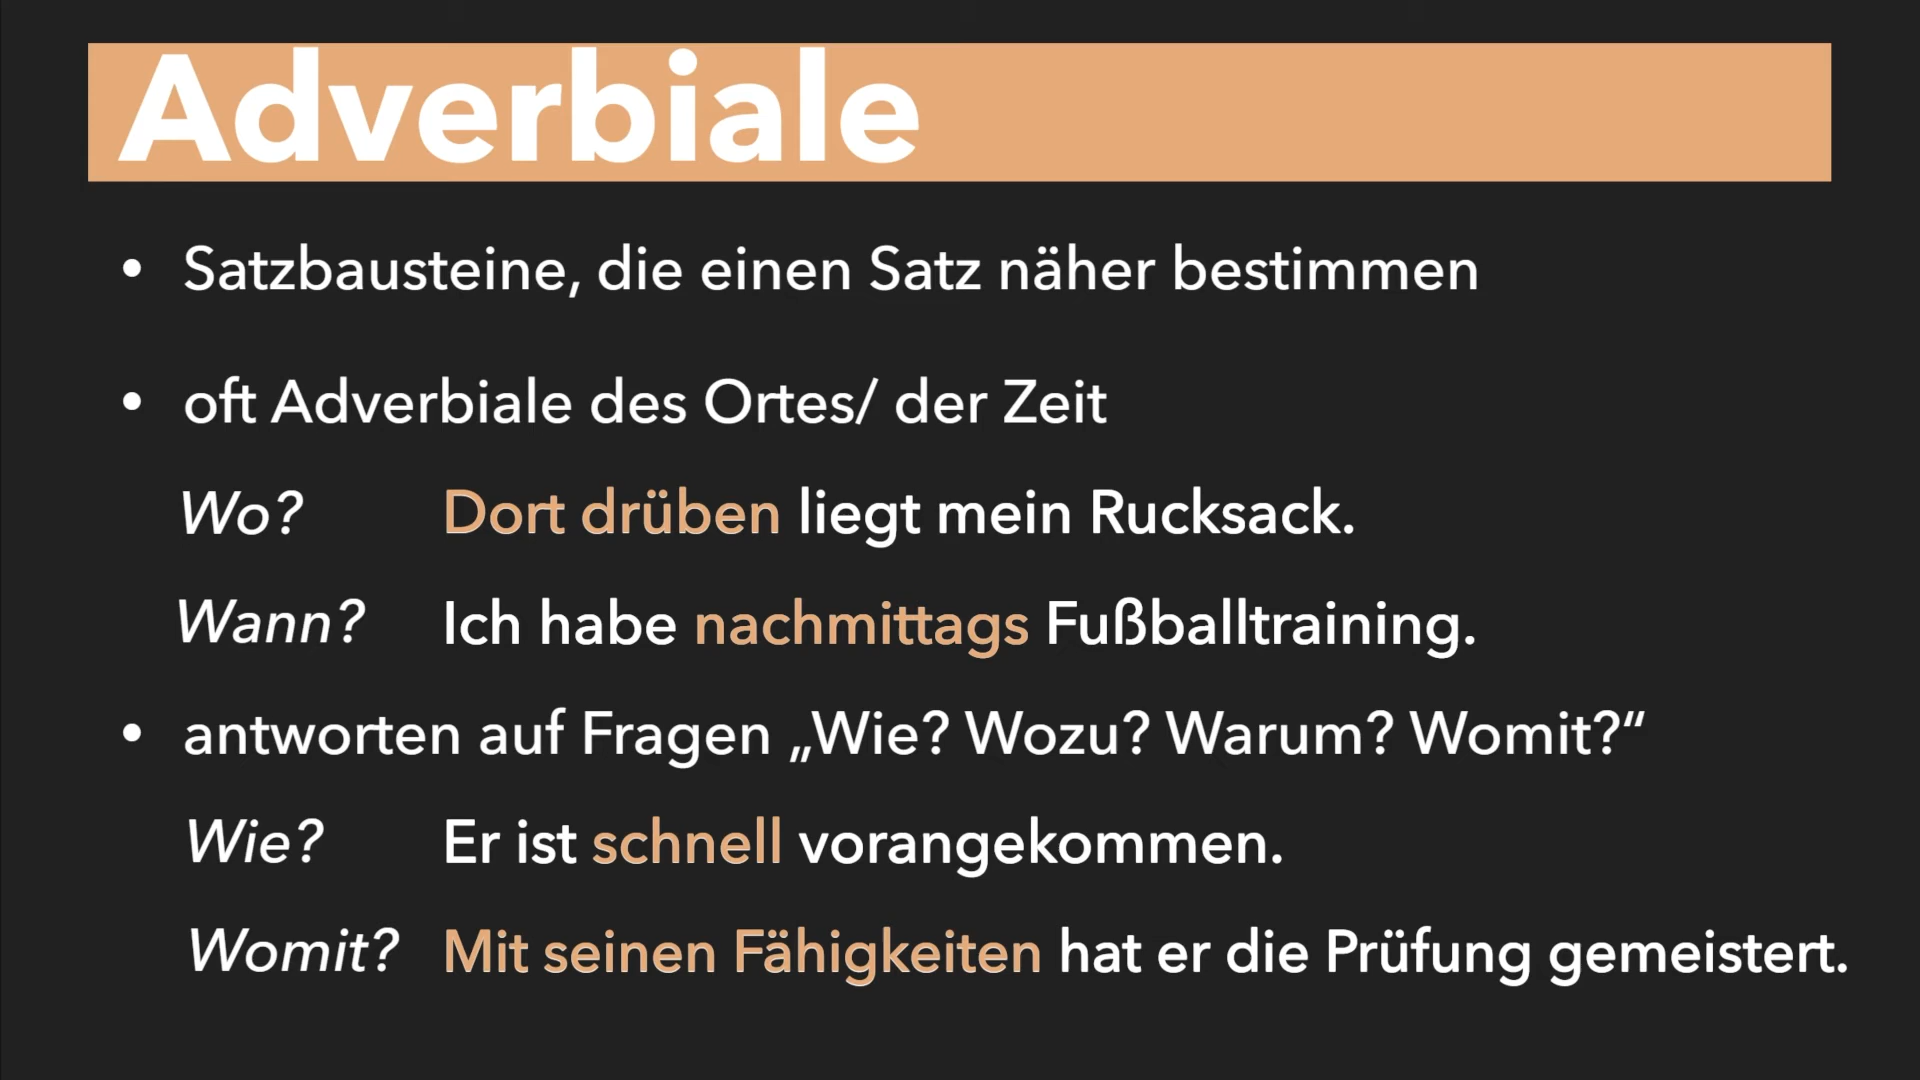 Adverbiale
• Satzbausteine, die einen Satz näher bestimmen
• oft Adverbiale des Ortes/ der Zeit
Wo? Dort drüben liegt mein Rucksack.
Wann? Ich habe nachmittags Fußballtraining.
• antworten auf Fragen „Wie? Wozu? Warum? Womit?“
Wie? Er ist schnell vorangekommen.
Womit? Mit seinen Fähigkeiten hat er die Prüfung gemeistert.